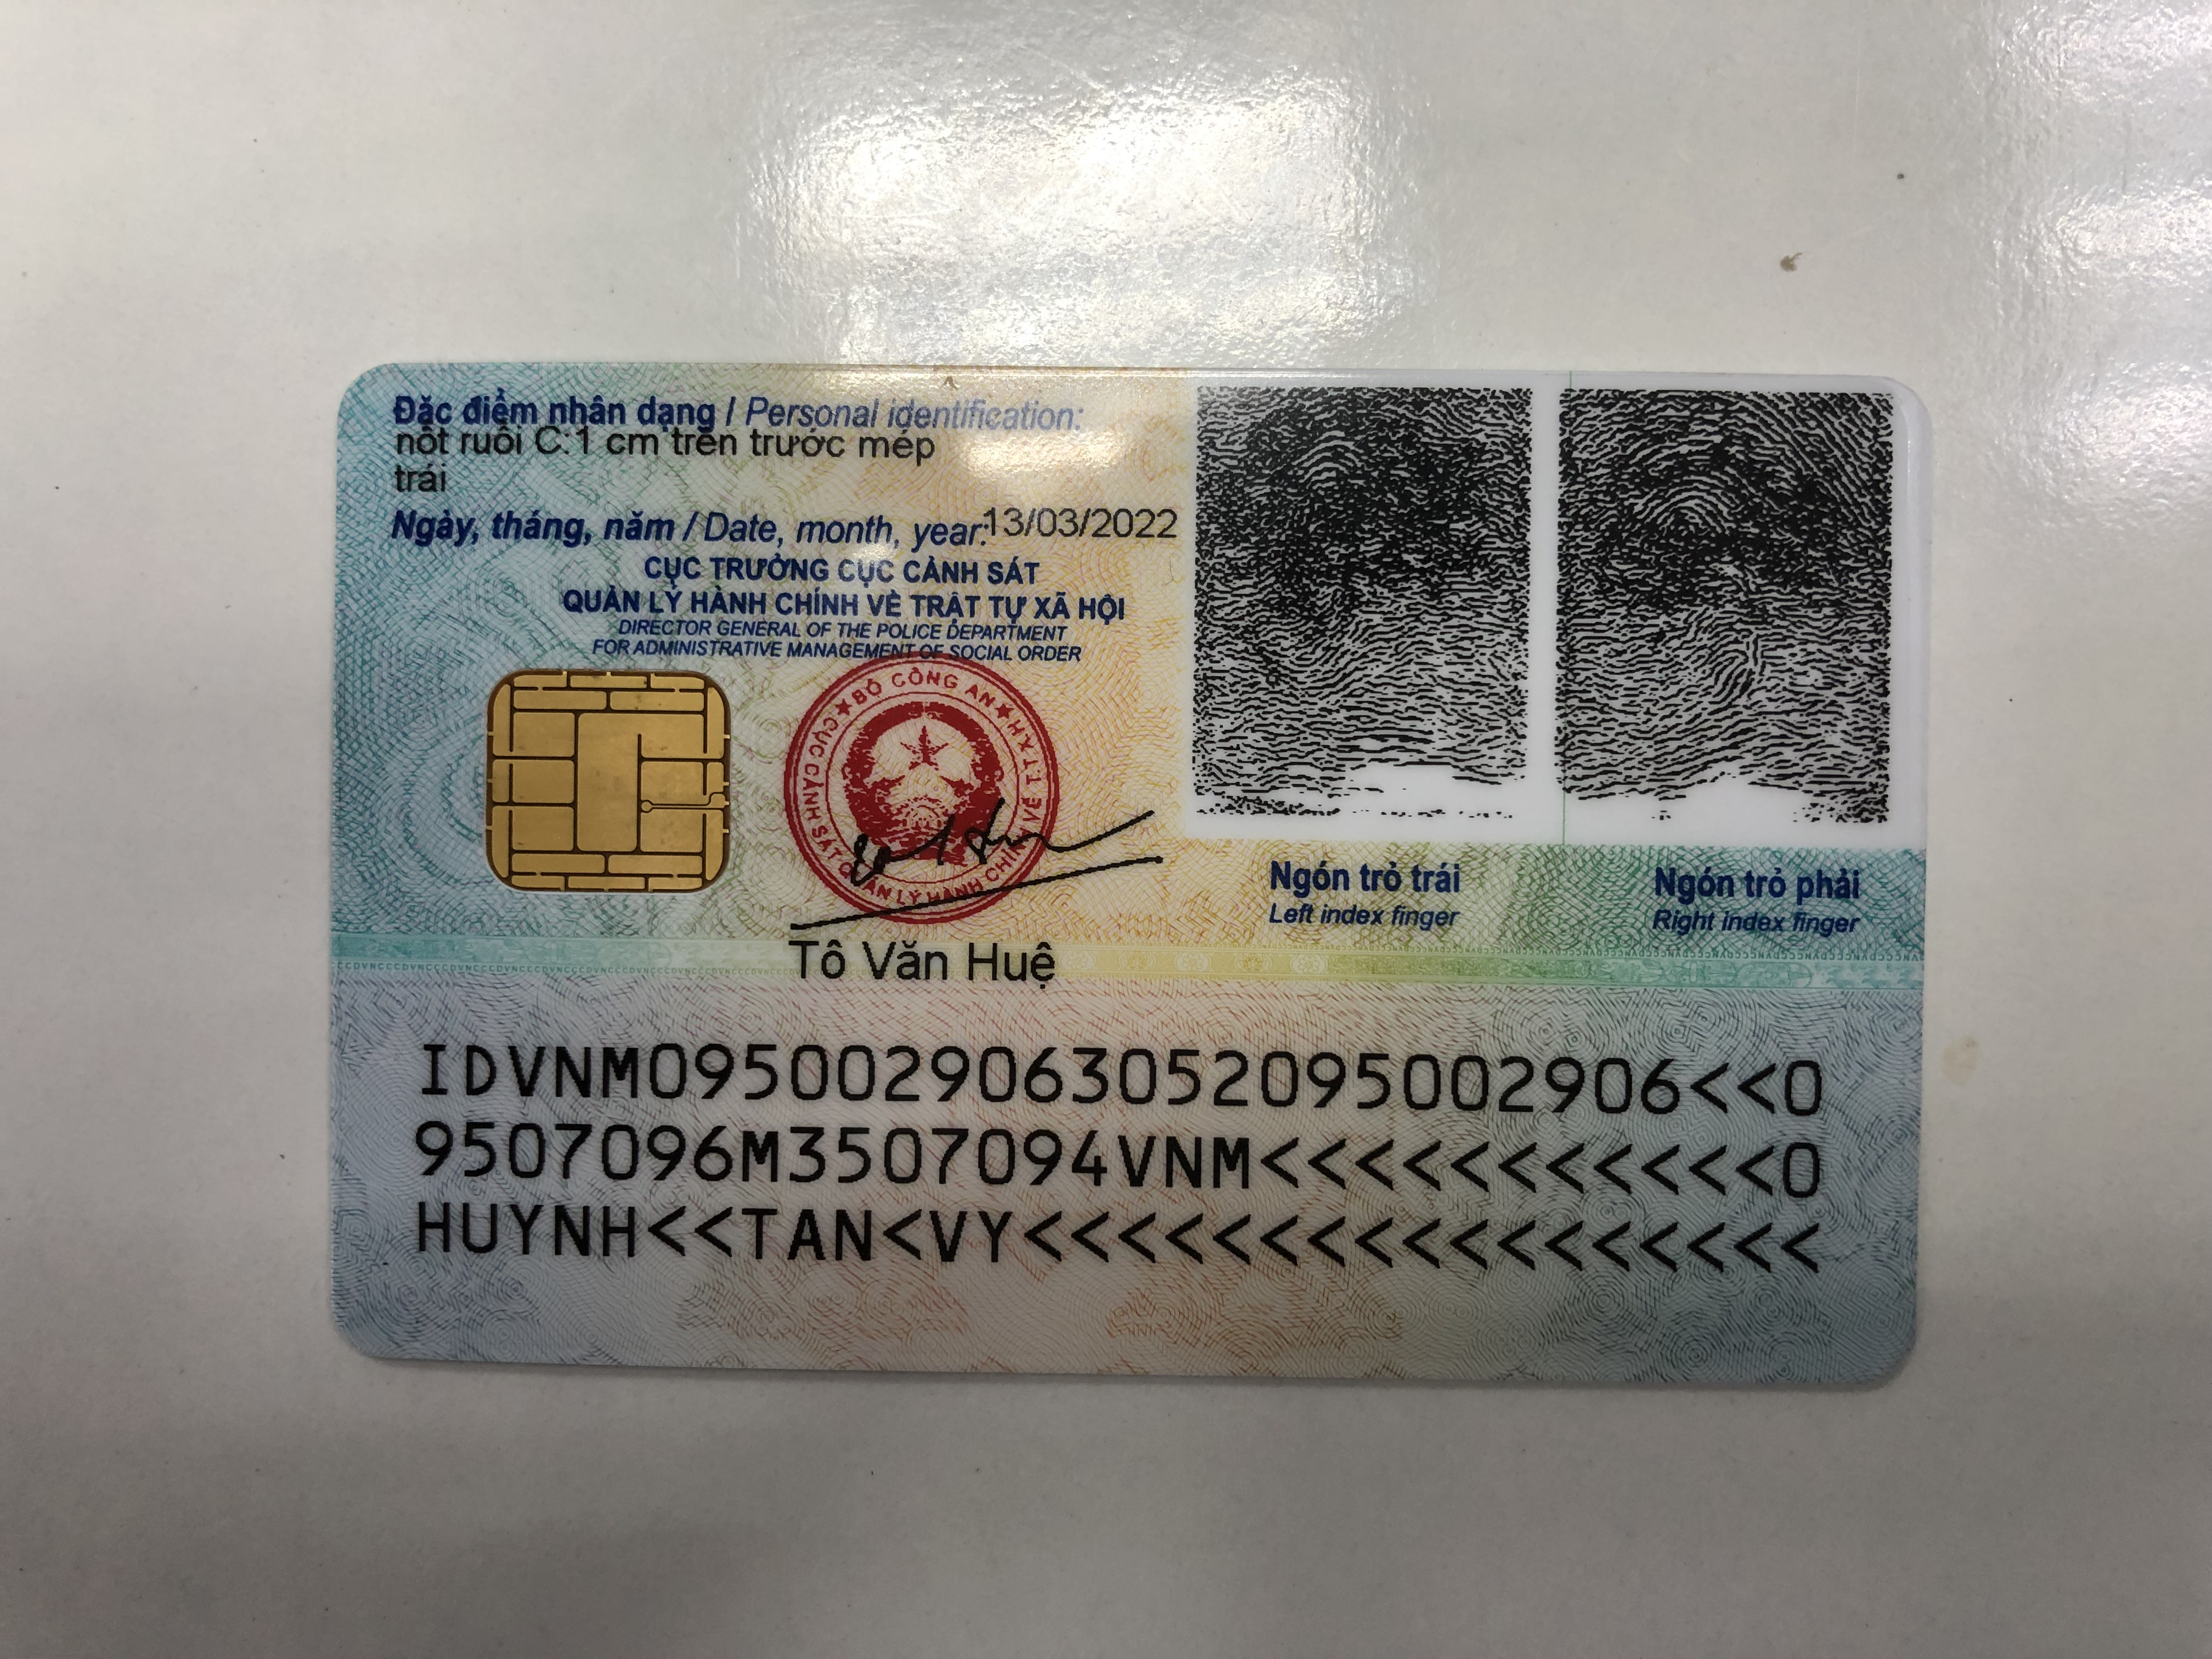 Đặc điểm nhân dạng / Personal identification:
nốt ruồi C:1 cm trên trước mép
trái
Ngày, tháng, năm / Date, month, year: 13/03/2022
CỤC TRƯỞNG CỤC CẢNH SÁT
QUẢN LÝ HÀNH CHÍNH VỀ TRẬT TỰ XÃ HỘI
DIRECTOR GENERAL OF THE POLICE DEPARTMENT
FOR ADMINISTRATIVE MANAGEMENT OF SOCIAL ORDER
BỘ CÔNG AN
CỤC CẢNH SÁT QUẢN LÝ HÀNH CHÍNH VỀ T.T.X.H
Tô Văn Huệ
Ngón trỏ trái
Left index finger
Ngón trỏ phải
Right index finger
IDVNM0950029063052095002906<<0
9507096M3507094VNM<<<<<<<<<<<0
HUYNH<<TAN<VY<<<<<<<<<<<<<<<<<